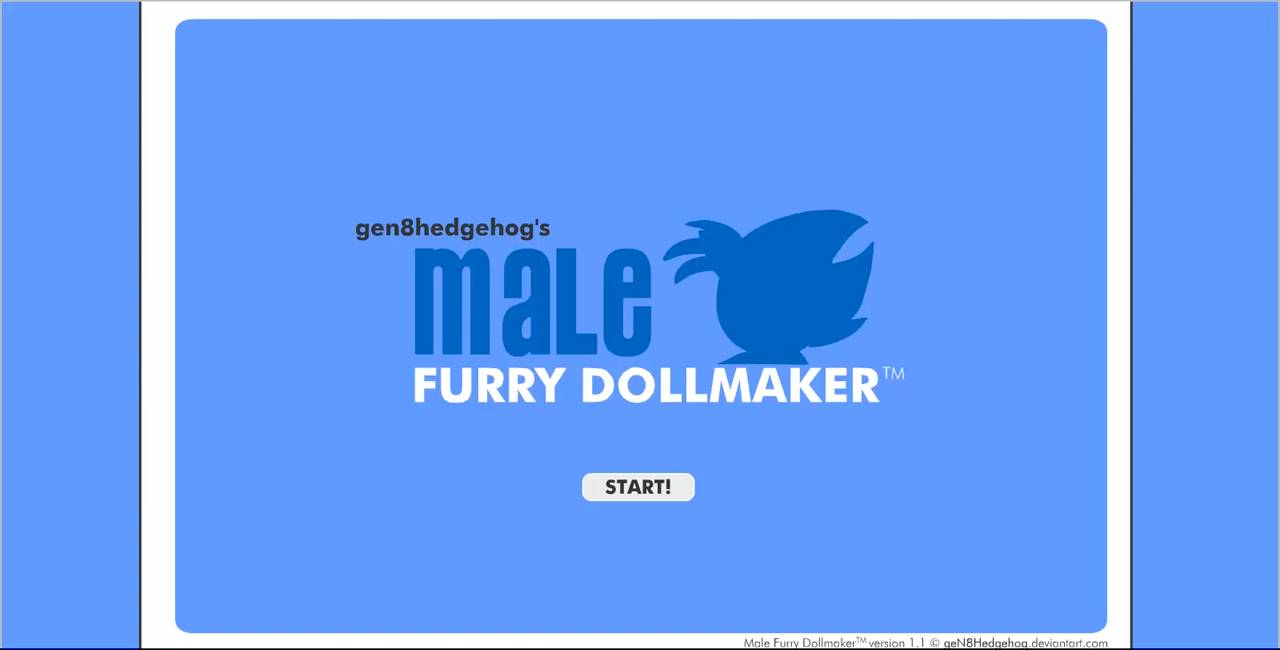 gen8hedgehog's
male
FURRY DOLLMAKER™
START!
Male Furry Dollmaker™ version 1.1 © geN8Hedgehog.deviantart.com